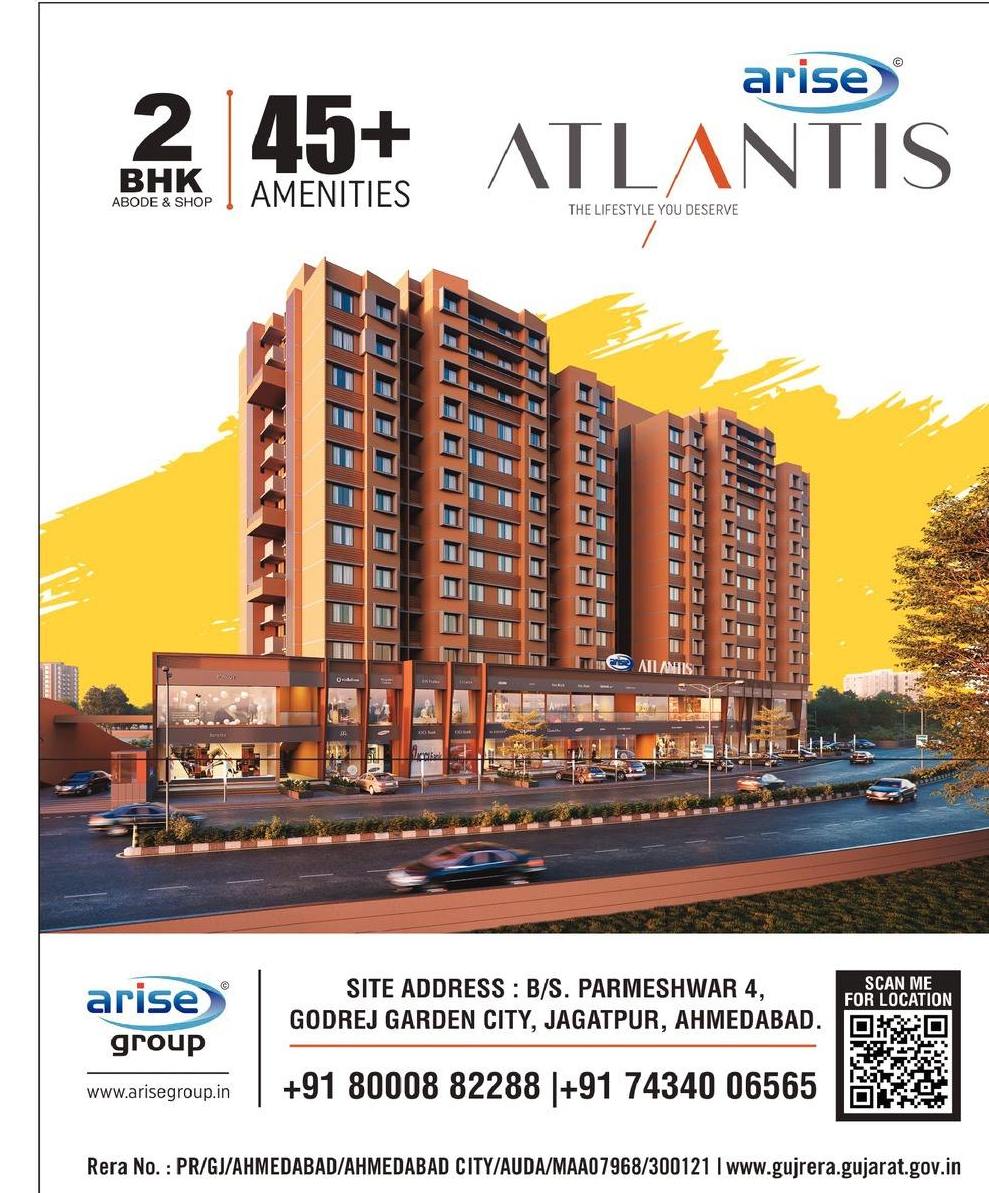 2
BHK
ABODE & SHOP
45+
AMENITIES
arise©
ATLANTIS
THE LIFESTYLE YOU DESERVE
arise ATLANTIS
arise©
group
www.arisegroup.in
SITE ADDRESS : B/S. PARMESHWAR 4,
GODREJ GARDEN CITY, JAGATPUR, AHMEDABAD.
+91 80008 82288 |+91 74340 06565
SCAN ME
FOR LOCATION
Rera No. : PR/GJ/AHMEDABAD/AHMEDABAD CITY/AUDA/MAA07968/300121 | www.gujrera.gujarat.gov.in